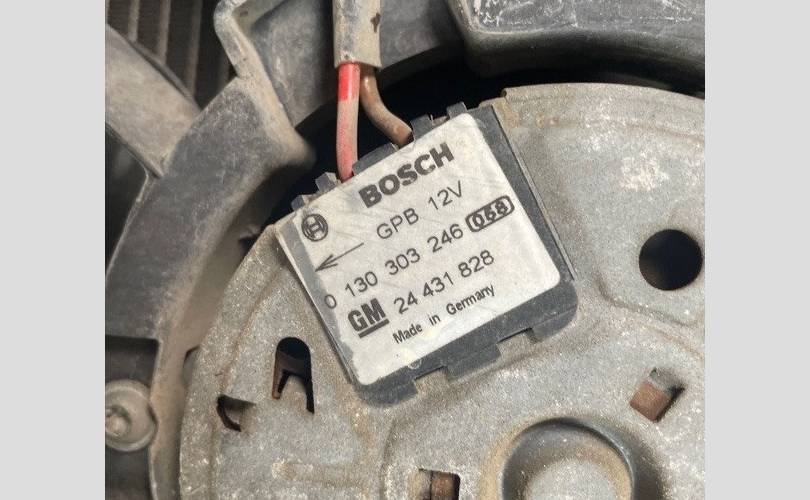 BOSCH
GPB 12V
0 130 303 246 068
GM 24 431 828
Made in Germany